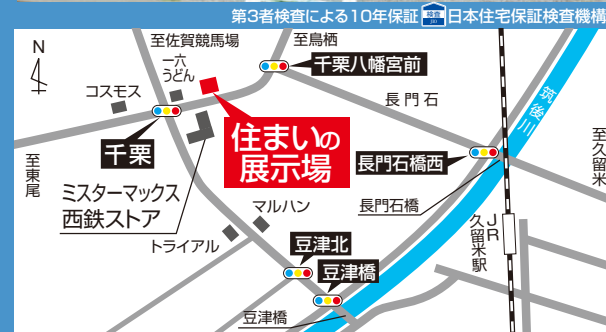 第3者検査による10年保証 検査 JIO 日本住宅保証検査機構
N
至佐賀競馬場
至鳥栖
一六
うどん
千栗八幡宮前
コスモス
長門石
筑後川
千栗
住まいの
展示場
長門石橋西
至久留米
至東尾
ミスターマックス
西鉄ストア
マルハン
長門石橋
トライアル
JR
久留米駅
豆津北
豆津橋
豆津橋